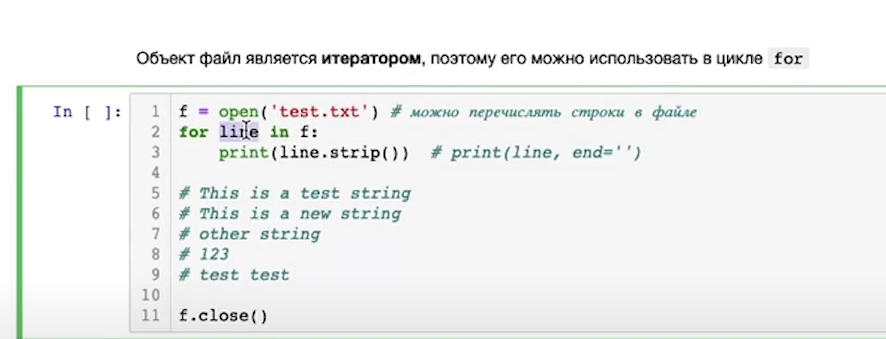 Объект файл является итератором, поэтому его можно использовать в цикле for
In [ ]:
1 f = open('test.txt') # можно перечислять строки в файле
2 for line in f:
3     print(line.strip())  # print(line, end='')
4
5 # This is a test string
6 # This is a new string
7 # other string
8 # 123
9 # test test
10
11 f.close()